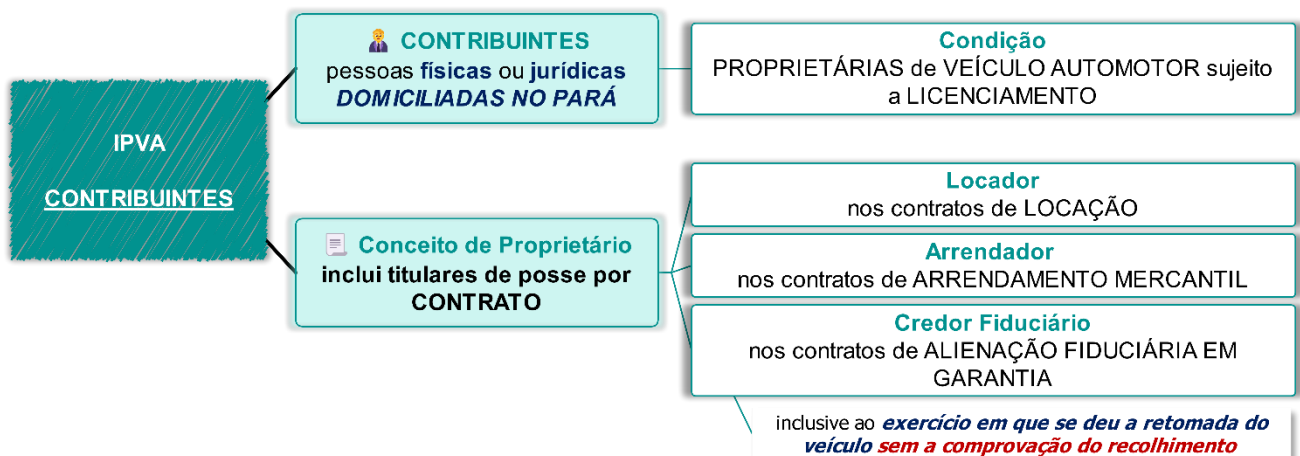 IPVA
CONTRIBUINTES
CONTRIBUINTES
pessoas físicas ou jurídicas
DOMICILIADAS NO PARÁ
Condição
PROPRIETÁRIAS de VEÍCULO AUTOMOTOR sujeito
a LICENCIAMENTO
Conceito de Proprietário
inclui titulares de posse por
CONTRATO
Locador
nos contratos de LOCAÇÃO
Arrendador
nos contratos de ARRENDAMENTO MERCANTIL
Credor Fiduciário
nos contratos de ALIENAÇÃO FIDUCIÁRIA EM
GARANTIA
inclusive ao exercício em que se deu a retomada do
veículo sem a comprovação do recolhimento